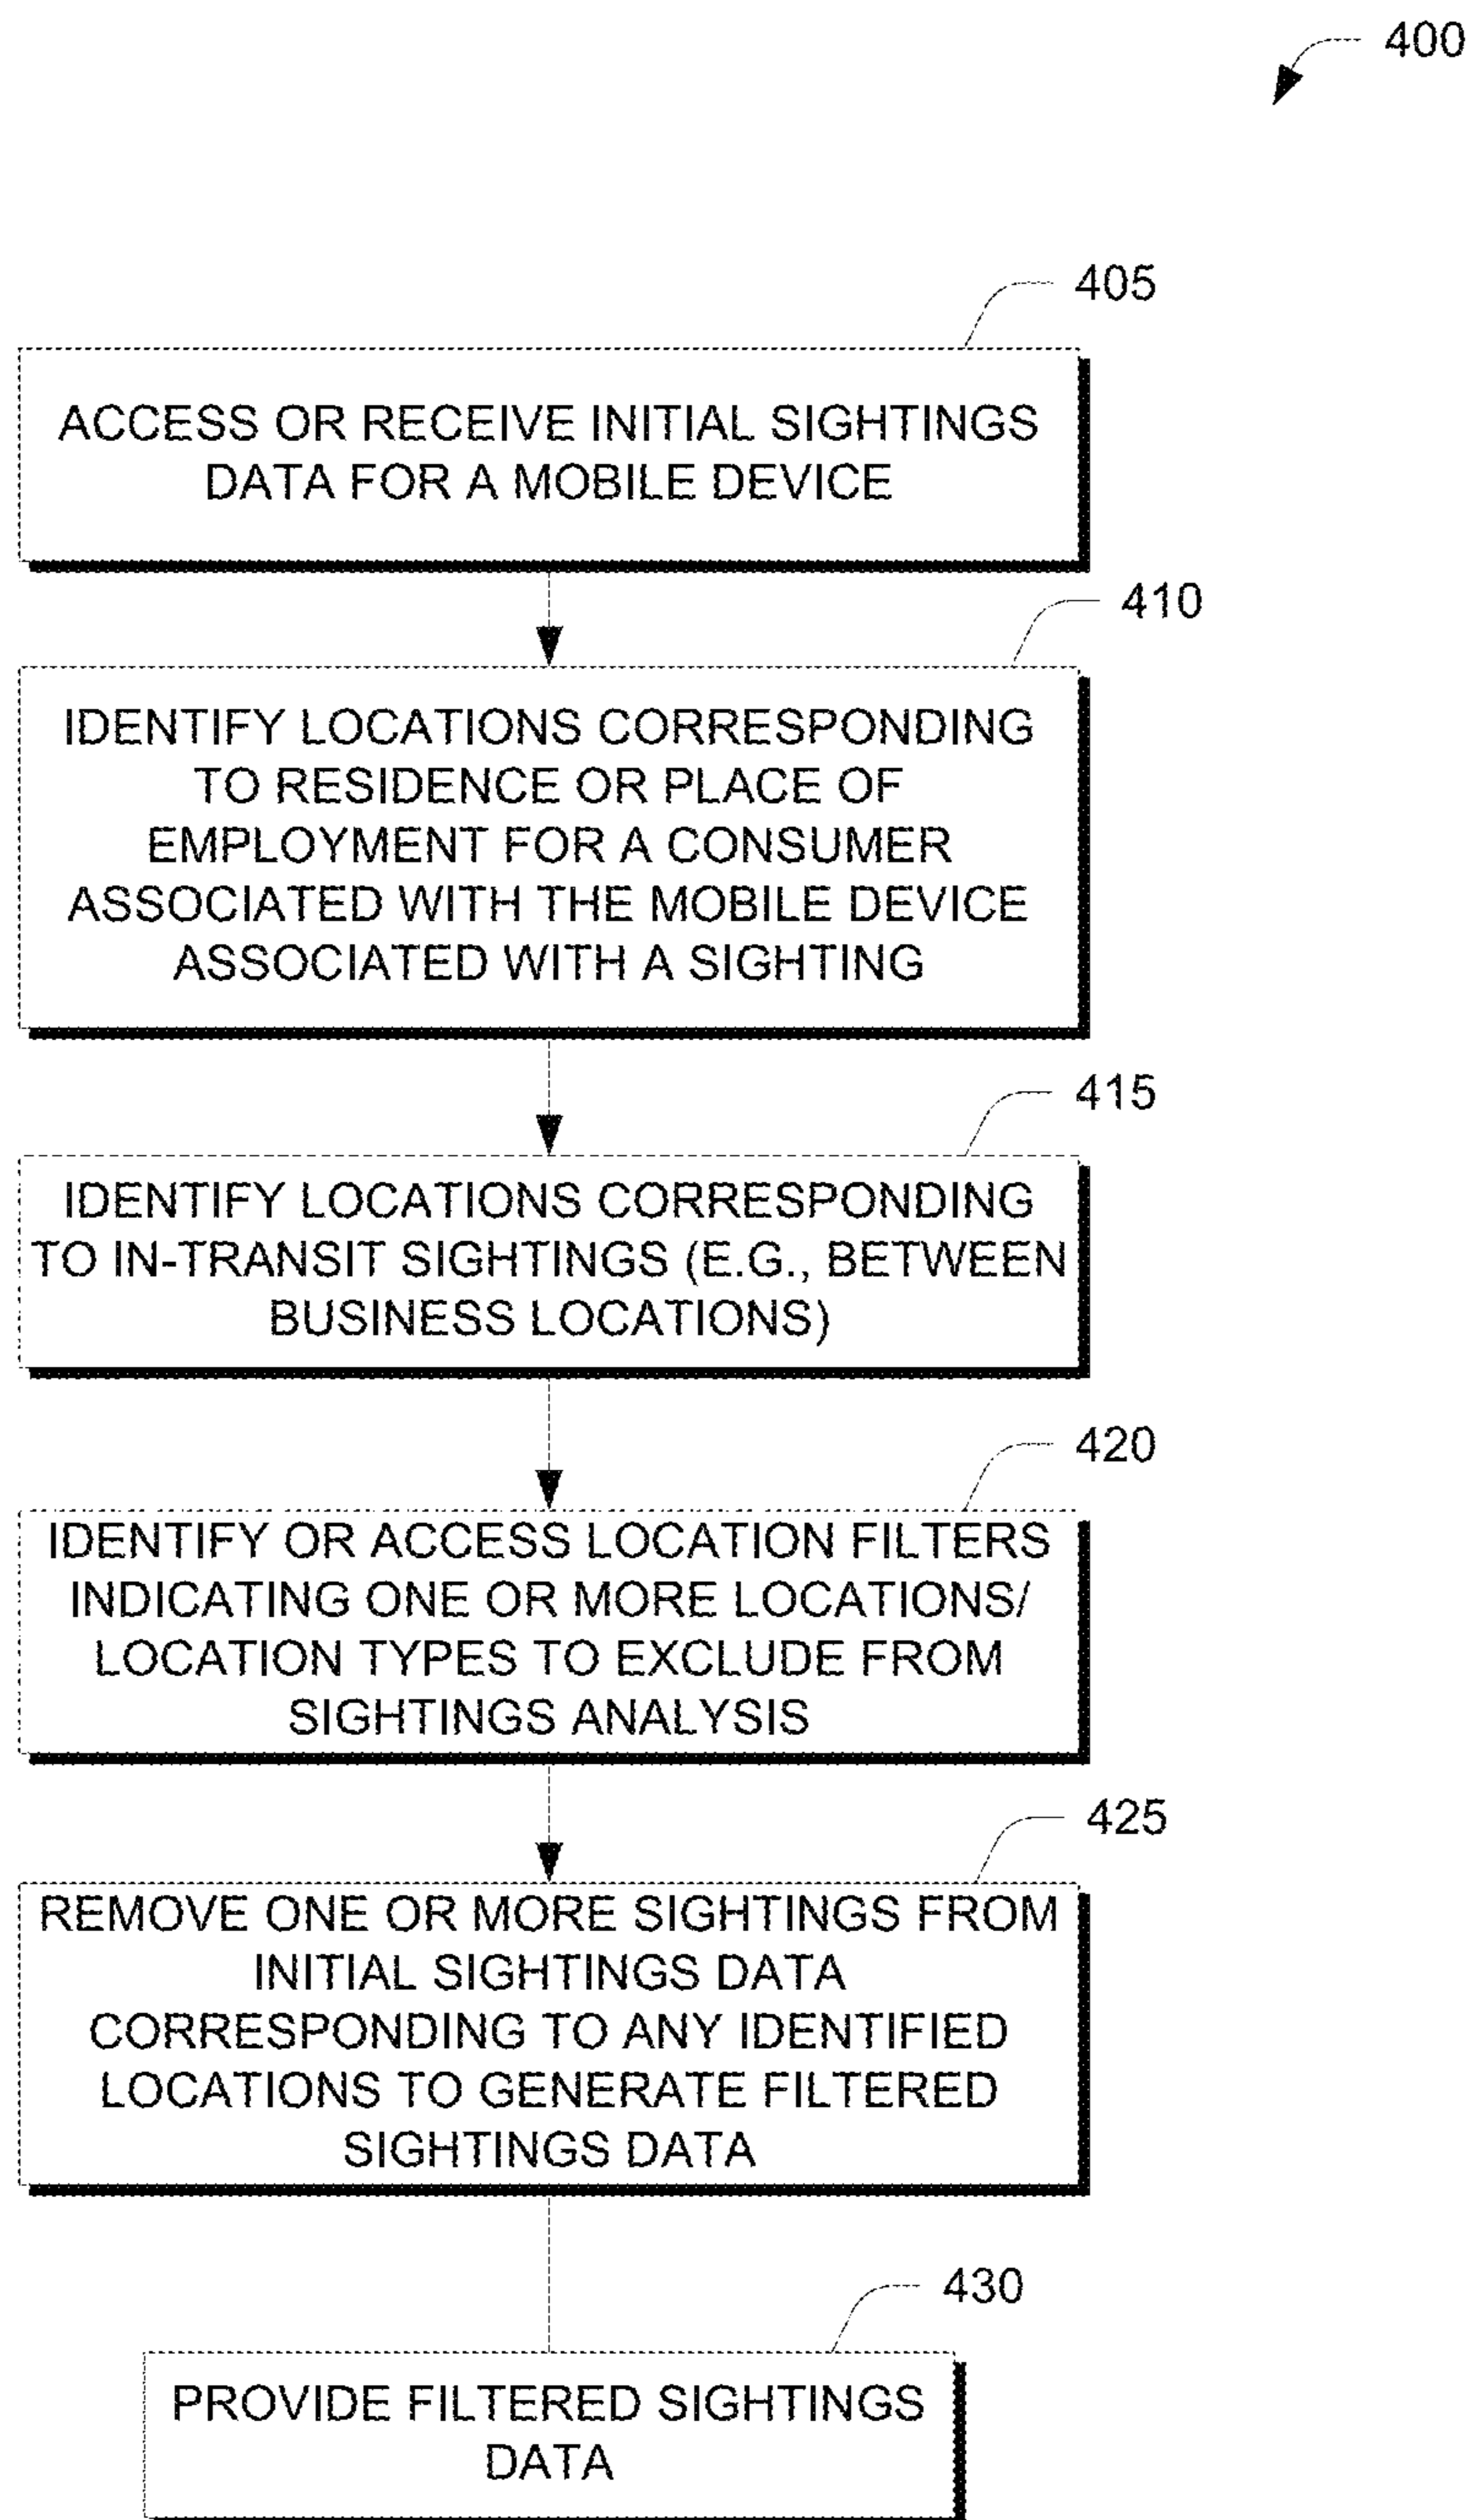 400
405
ACCESS OR RECEIVE INITIAL SIGHTINGS
DATA FOR A MOBILE DEVICE
410
IDENTIFY LOCATIONS CORRESPONDING
TO RESIDENCE OR PLACE OF
EMPLOYMENT FOR A CONSUMER
ASSOCIATED WITH THE MOBILE DEVICE
ASSOCIATED WITH A SIGHTING
415
IDENTIFY LOCATIONS CORRESPONDING
TO IN-TRANSIT SIGHTINGS (E.G., BETWEEN
BUSINESS LOCATIONS)
420
IDENTIFY OR ACCESS LOCATION FILTERS
INDICATING ONE OR MORE LOCATIONS/
LOCATION TYPES TO EXCLUDE FROM
SIGHTINGS ANALYSIS
425
REMOVE ONE OR MORE SIGHTINGS FROM
INITIAL SIGHTINGS DATA
CORRESPONDING TO ANY IDENTIFIED
LOCATIONS TO GENERATE FILTERED
SIGHTINGS DATA
430
PROVIDE FILTERED SIGHTINGS
DATA